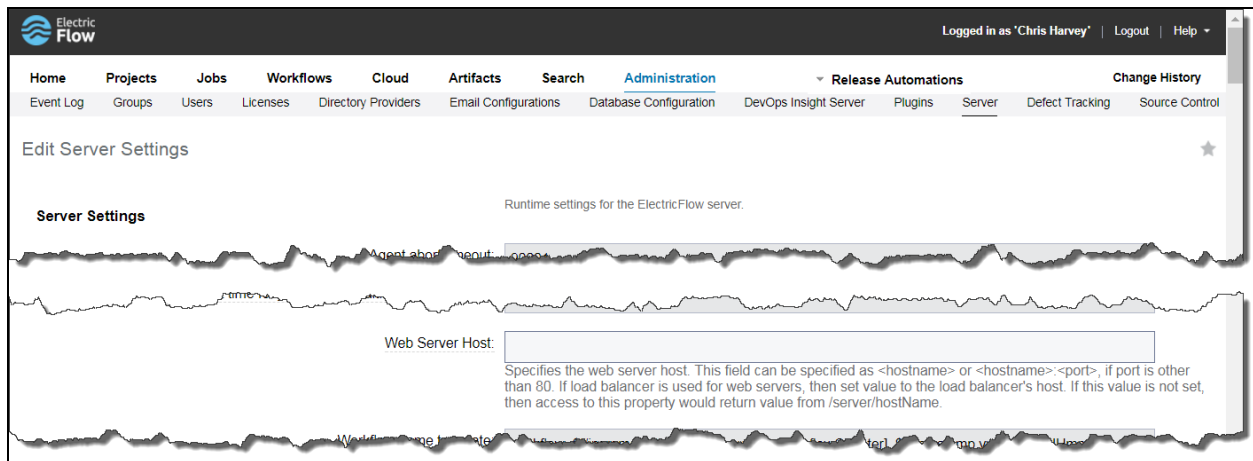 Electric
Flow
Logged in as 'Chris Harvey' | Logout | Help
Home Projects Jobs Workflows Cloud Artifacts Search Administration Release Automations Change History
Event Log Groups Users Licenses Directory Providers Email Configurations Database Configuration DevOps Insight Server Plugins Server Defect Tracking Source Control
Edit Server Settings
Server Settings
Runtime settings for the ElectricFlow server.
Agent
Web Server Host:
Specifies the web server host. This field can be specified as <hostname> or <hostname>:<port>, if port is other
than 80. If load balancer is used for web servers, then set value to the load balancer's host. If this value is not set,
then access to this property would return value from /server/hostName.